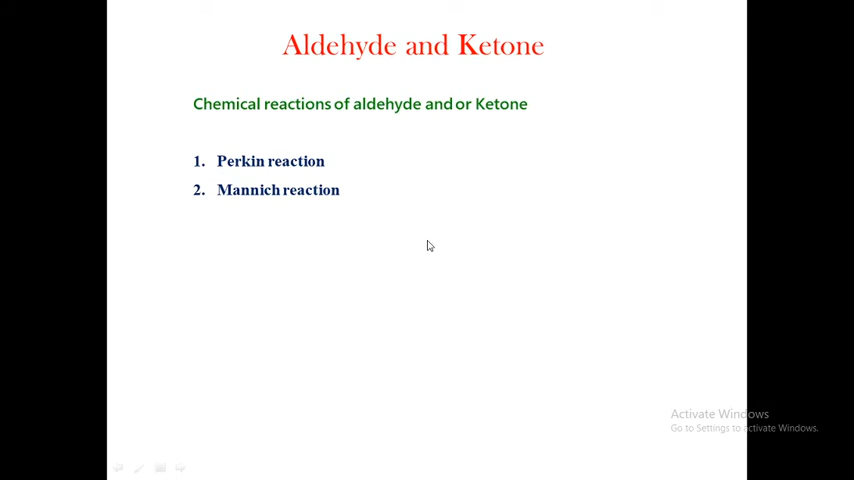 Aldehyde and Ketone
Chemical reactions of aldehyde and or Ketone
1. Perkin reaction
2. Mannich reaction
Activate Windows
Go to Settings to activate Windows.